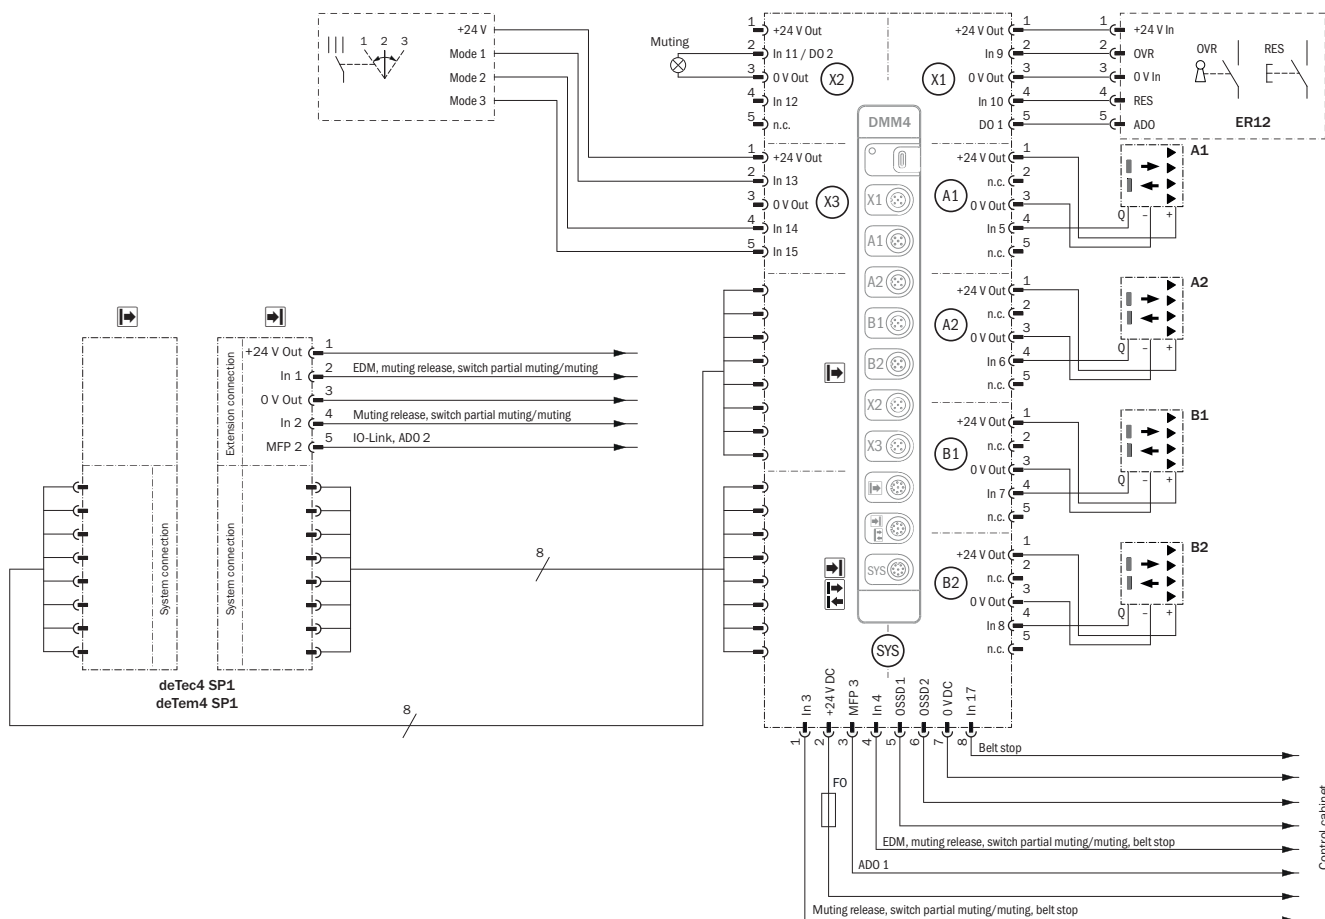 1 2 3
+24 V
Mode 1
Mode 2
Mode 3
Muting
1
+24 V Out
2
In 11 / DO 2
3
0 V Out
4
In 12
5
n.c.
X2
1
+24 V Out
2
In 13
3
0 V Out
4
In 14
5
In 15
X3
DMM4
X1
A1
A2
B1
B2
X2
X3
SYS
SYS
X1
+24 V Out
1
In 9
2
0 V Out
3
In 10
4
DO 1
5
1
+24 V In
2
OVR
3
0 V In
4
RES
5
ADO
OVR
RES
ER12
A1
+24 V Out
1
n.c.
2
0 V Out
3
In 5
4
n.c.
5
A1
Q – +
A2
+24 V Out
1
n.c.
2
0 V Out
3
In 6
4
n.c.
5
A2
Q – +
B1
+24 V Out
1
n.c.
2
0 V Out
3
In 7
4
n.c.
5
B1
Q – +
B2
+24 V Out
1
n.c.
2
0 V Out
3
In 8
4
n.c.
5
B2
Q – +
Extension connection
+24 V Out
1
In 1
2
EDM, muting release, switch partial muting/muting
0 V Out
3
In 2
4
Muting release, switch partial muting/muting
MFP 2
5
IO-Link, ADO 2
System connection
System connection
8
8
deTec4 SP1
deTem4 SP1
In 3
+24 V DC
MFP 3
In 4
OSSD1
OSSD2
0 VDC
In 17
1
2
3
4
5
6
7
8
Belt stop
F0
EDM, muting release, switch partial muting/muting, belt stop
ADO 1
Muting release, switch partial muting/muting, belt stop
Control cabinet